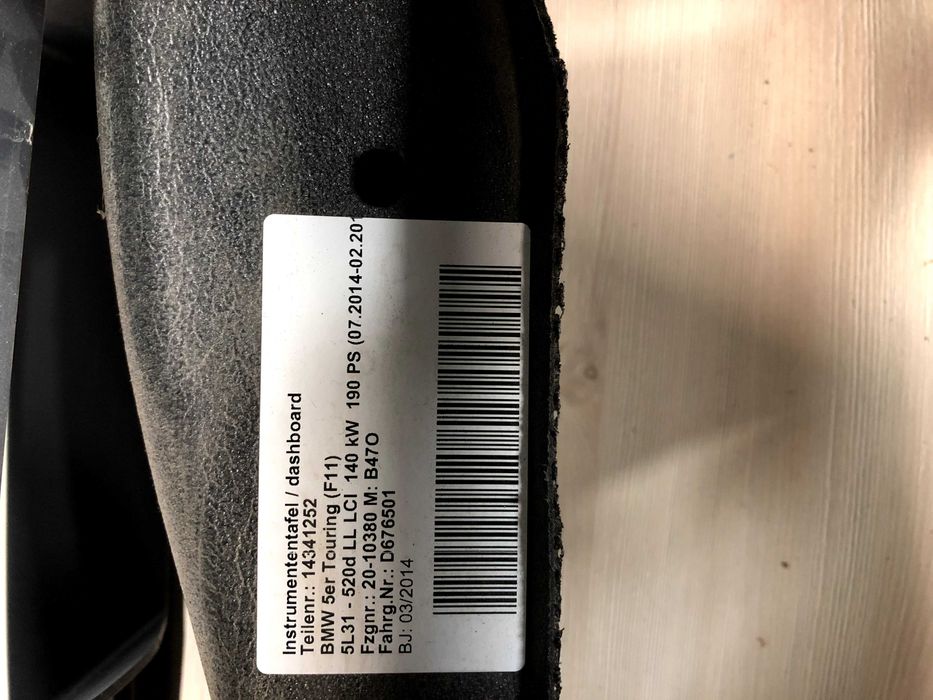 Instrumententafel / dashboard
Teilenr.: 14341252
BMW 5er Touring (F11)
5L31 - 520d LL LCI 140 kW 190 PS (07.2014-02.201
Fzgnr.: 20-10380 M: B47O
Fahrg.Nr.: D676501
BJ: 03/2014